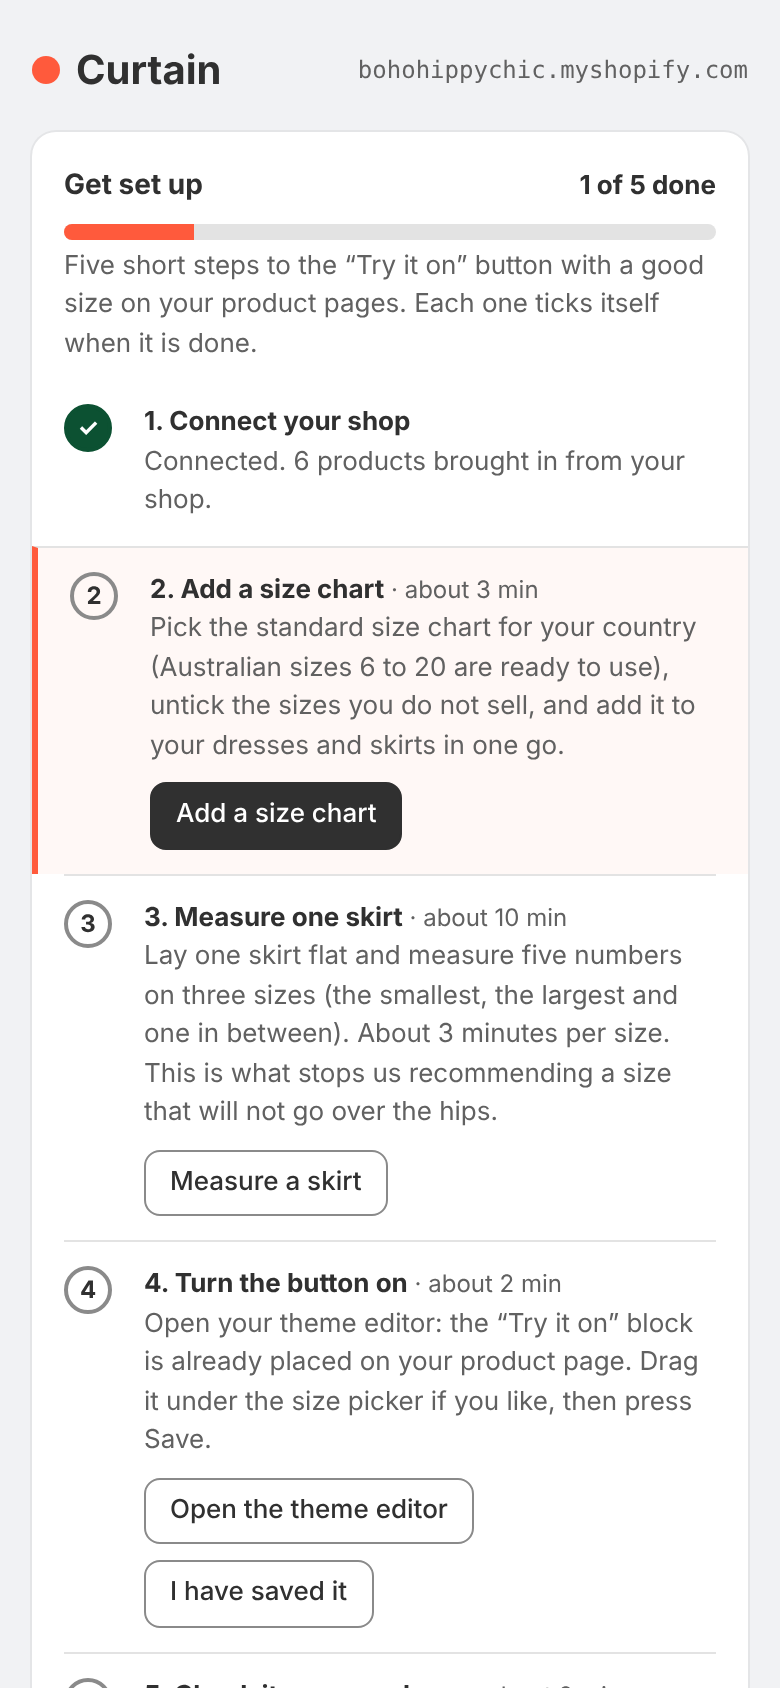 Curtain
bohohippychic.myshopify.com
Get set up
1 of 5 done
Five short steps to the “Try it on” button with a good
size on your product pages. Each one ticks itself
when it is done.
1. Connect your shop
Connected. 6 products brought in from your
shop.
2
2. Add a size chart · about 3 min
Pick the standard size chart for your country
(Australian sizes 6 to 20 are ready to use),
untick the sizes you do not sell, and add it to
your dresses and skirts in one go.
Add a size chart
3
3. Measure one skirt · about 10 min
Lay one skirt flat and measure five numbers
on three sizes (the smallest, the largest and
one in between). About 3 minutes per size.
This is what stops us recommending a size
that will not go over the hips.
Measure a skirt
4
4. Turn the button on · about 2 min
Open your theme editor: the “Try it on” block
is already placed on your product page. Drag
it under the size picker if you like, then press
Save.
Open the theme editor
I have saved it